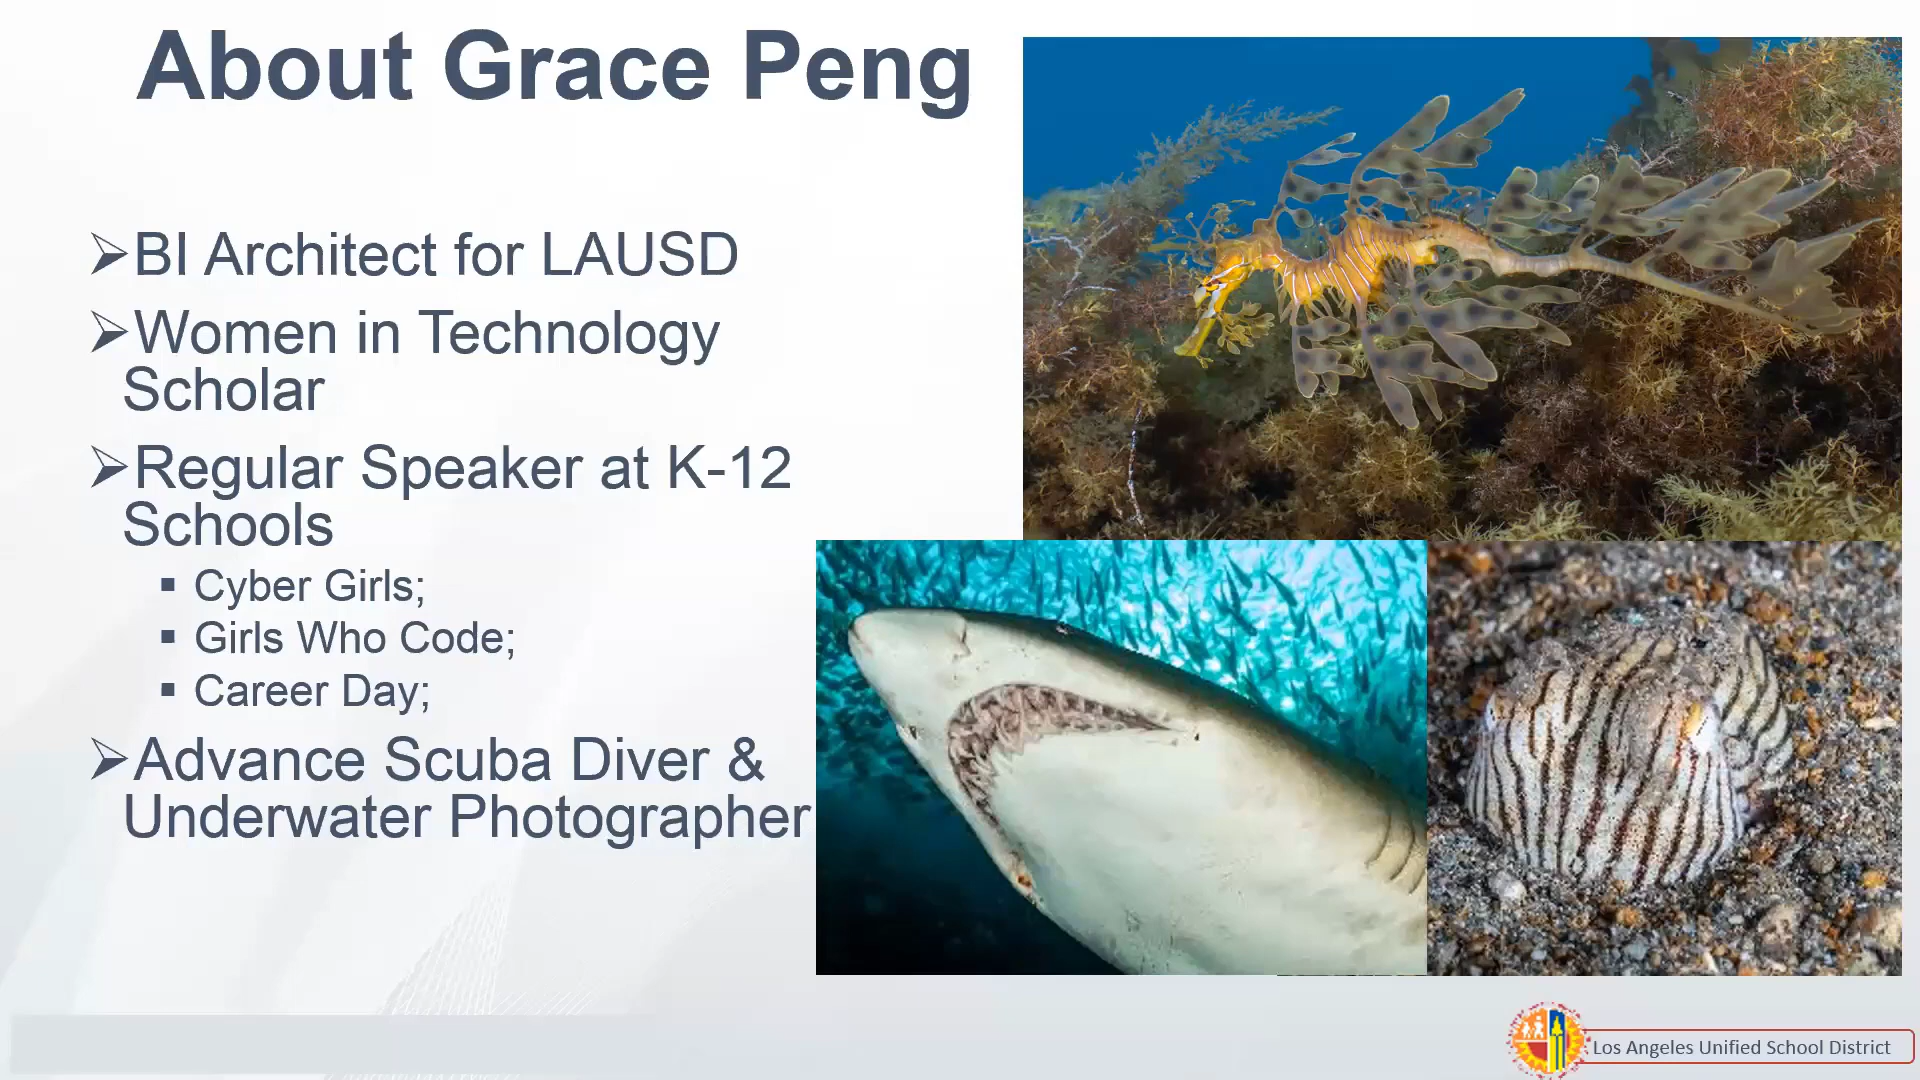 About Grace Peng
➢BI Architect for LAUSD
➢Women in Technology
Scholar
➢Regular Speaker at K-12
Schools
▪ Cyber Girls;
▪ Girls Who Code;
▪ Career Day;
➢Advance Scuba Diver &
Underwater Photographer
Los Angeles Unified School District